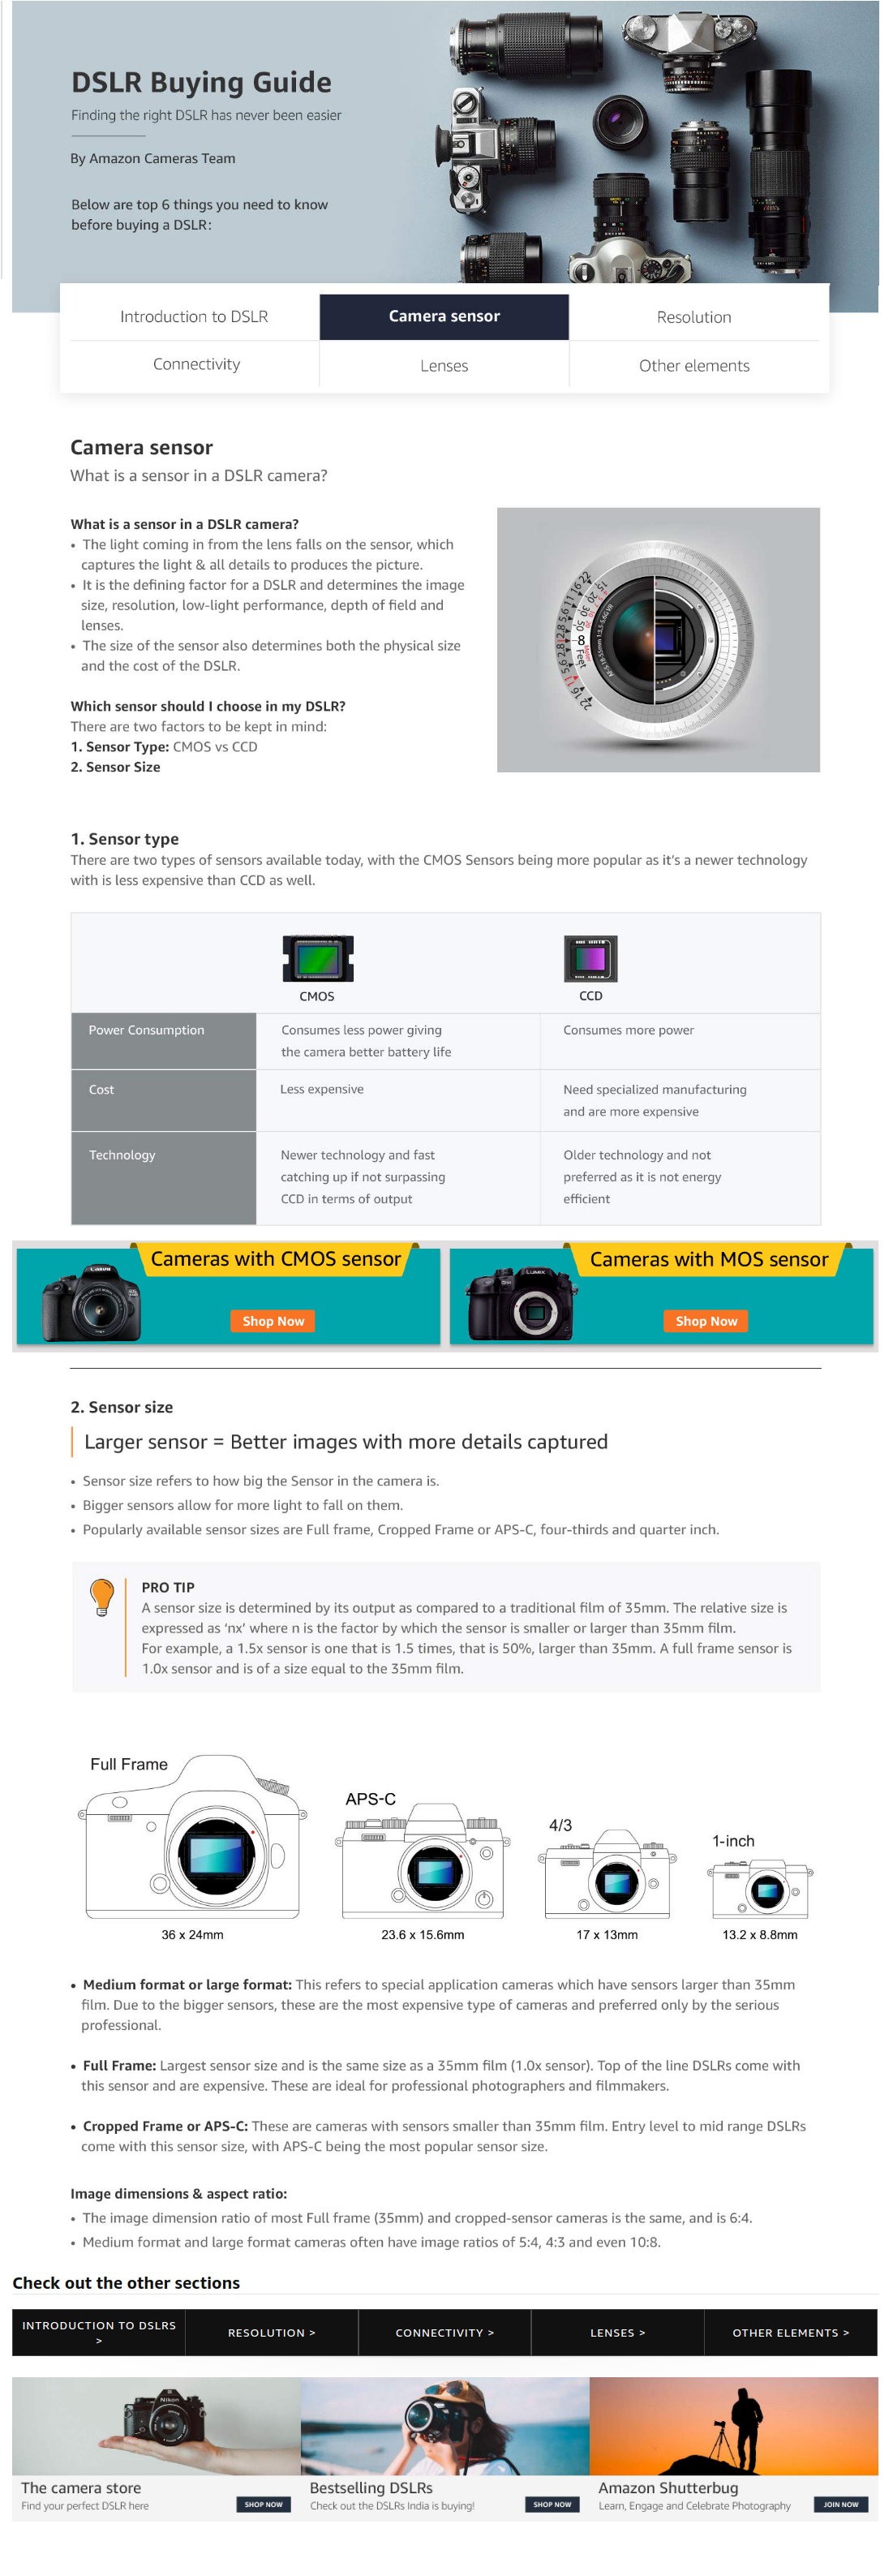 DSLR Buying Guide
Finding the right DSLR has never been easier
By Amazon Cameras Team
Below are top 6 things you need to know
before buying a DSLR:
Introduction to DSLR
Camera sensor
Resolution
Connectivity
Lenses
Other elements
Camera sensor
What is a sensor in a DSLR camera?
What is a sensor in a DSLR camera?
• The light coming in from the lens falls on the sensor, which
captures the light & all details to produces the picture.
• It is the defining factor for a DSLR and determines the image
size, resolution, low-light performance, depth of field and
lenses.
• The size of the sensor also determines both the physical size
and the cost of the DSLR.
Which sensor should I choose in my DSLR?
There are two factors to be kept in mind:
1. Sensor Type: CMOS vs CCD
2. Sensor Size
8
Feet
1. Sensor type
There are two types of sensors available today, with the CMOS Sensors being more popular as it's a newer technology
with is less expensive than CCD as well.
CMOS
CCD
Power Consumption
Consumes less power giving
the camera better battery life
Consumes more power
Cost
Less expensive
Need specialized manufacturing
and are more expensive
Technology
Newer technology and fast
catching up if not surpassing
CCD in terms of output
Older technology and not
preferred as it is not energy
efficient
Cameras with CMOS sensor
Canon
Shop Now
Cameras with MOS sensor
LUMIX
Shop Now
2. Sensor size
Larger sensor = Better images with more details captured
• Sensor size refers to how big the Sensor in the camera is.
• Bigger sensors allow for more light to fall on them.
• Popularly available sensor sizes are Full frame, Cropped Frame or APS-C, four-thirds and quarter inch.
PRO TIP
A sensor size is determined by its output as compared to a traditional film of 35mm. The relative size is
expressed as ‘nx’ where n is the factor by which the sensor is smaller or larger than 35mm film.
For example, a 1.5x sensor is one that is 1.5 times, that is 50%, larger than 35mm. A full frame sensor is
1.0x sensor and is of a size equal to the 35mm film.
Full Frame
APS-C
4/3
1-inch
36 x 24mm
23.6 x 15.6mm
17 x 13mm
13.2 x 8.8mm
• Medium format or large format: This refers to special application cameras which have sensors larger than 35mm
film. Due to the bigger sensors, these are the most expensive type of cameras and preferred only by the serious
professional.
• Full Frame: Largest sensor size and is the same size as a 35mm film (1.0x sensor). Top of the line DSLRs come with
this sensor and are expensive. These are ideal for professional photographers and filmmakers.
• Cropped Frame or APS-C: These are cameras with sensors smaller than 35mm film. Entry level to mid range DSLRs
come with this sensor size, with APS-C being the most popular sensor size.
Image dimensions & aspect ratio:
• The image dimension ratio of most Full frame (35mm) and cropped-sensor cameras is the same, and is 6:4.
• Medium format and large format cameras often have image ratios of 5:4, 4:3 and even 10:8.
Check out the other sections
INTRODUCTION TO DSLRS
>
RESOLUTION >
CONNECTIVITY >
LENSES >
OTHER ELEMENTS >
Nikon
The camera store
Find your perfect DSLR here
SHOP NOW
Bestselling DSLRs
Check out the DSLRs India is buying!
SHOP NOW
Amazon Shutterbug
Learn, Engage and Celebrate Photography
JOIN NOW